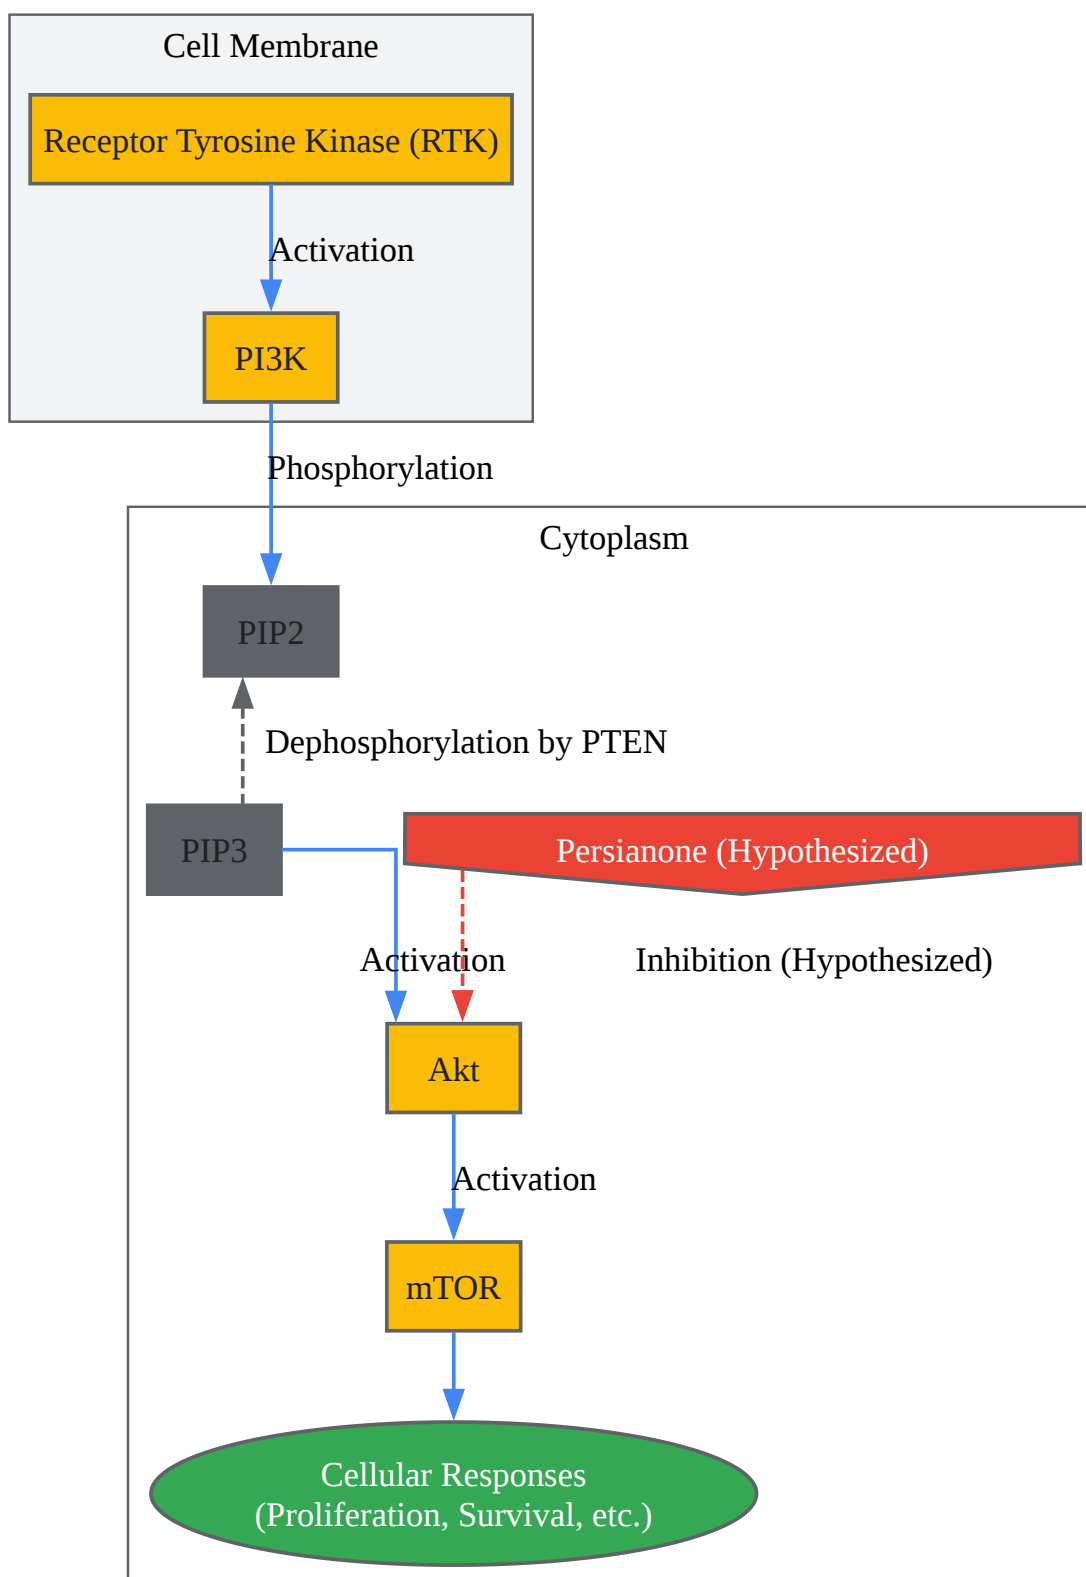 Cell Membrane
Receptor Tyrosine Kinase (RTK)
Activation
PI3K
Phosphorylation
Cytoplasm
PIP2
Dephosphorylation by PTEN
PIP3
Persianone (Hypothesized)
Activation
Inhibition (Hypothesized)
Akt
Activation
mTOR
Cellular Responses
(Proliferation, Survival, etc.)